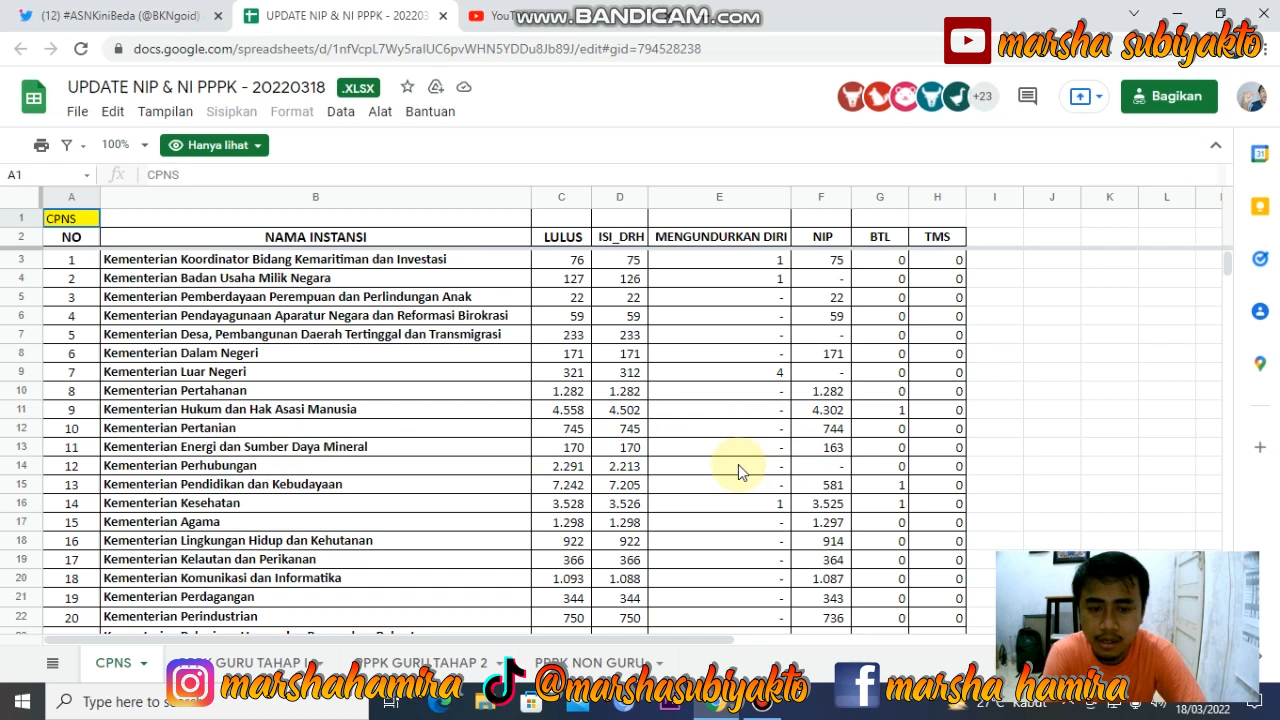 (12) #ASNKiniBeda (@BKNgoid)
UPDATE NIP & NI PPPK - 202203
YouT
www.BANDICAM.com
docs.google.com/spreadsheets/d/1nfVcpL7Wy5raIUC6pvWHN5YDDu8Jb89J/edit#gid=794528238
marsha subiyakto
UPDATE NIP & NI PPPK - 20220318 .XLSX
File Edit Tampilan Sisipkan Format Data Alat Bantuan
+23
Bagikan
100% Hanya lihat
A1 fx CPNS
A B C D E F G H I J K L
1 CPNS
2 NO NAMA INSTANSI LULUS ISI_DRH MENGUNDURKAN DIRI NIP BTL TMS
3 1 Kementerian Koordinator Bidang Kemaritiman dan Investasi 76 75 1 75 0 0
4 2 Kementerian Badan Usaha Milik Negara 127 126 1 - 0 0
5 3 Kementerian Pemberdayaan Perempuan dan Perlindungan Anak 22 22 - 22 0 0
6 4 Kementerian Pendayagunaan Aparatur Negara dan Reformasi Birokrasi 59 59 - 59 0 0
7 5 Kementerian Desa, Pembangunan Daerah Tertinggal dan Transmigrasi 233 233 - - 0 0
8 6 Kementerian Dalam Negeri 171 171 - 171 0 0
9 7 Kementerian Luar Negeri 321 312 4 - 0 0
10 8 Kementerian Pertahanan 1.282 1.282 - 1.282 0 0
11 9 Kementerian Hukum dan Hak Asasi Manusia 4.558 4.502 - 4.302 1 0
12 10 Kementerian Pertanian 745 745 - 744 0 0
13 11 Kementerian Energi dan Sumber Daya Mineral 170 170 - 163 0 0
14 12 Kementerian Perhubungan 2.291 2.213 - - 0 0
15 13 Kementerian Pendidikan dan Kebudayaan 7.242 7.205 - 581 1 0
16 14 Kementerian Kesehatan 3.528 3.526 1 3.525 1 0
17 15 Kementerian Agama 1.298 1.298 - 1.297 0 0
18 16 Kementerian Lingkungan Hidup dan Kehutanan 922 922 - 914 0 0
19 17 Kementerian Kelautan dan Perikanan 366 366 - 364 0 0
20 18 Kementerian Komunikasi dan Informatika 1.093 1.088 - 1.087 0 0
21 19 Kementerian Perdagangan 344 344 - 343 0 0
22 20 Kementerian Perindustrian 750 750 - 736 0 0
CPNS GURU TAHAP PPPK GURU TAHAP 2 PPPK NON GURU
marshahamira @marshasubiyakto marsha hamira
Type here to
27°C Kabut
18/03/2022